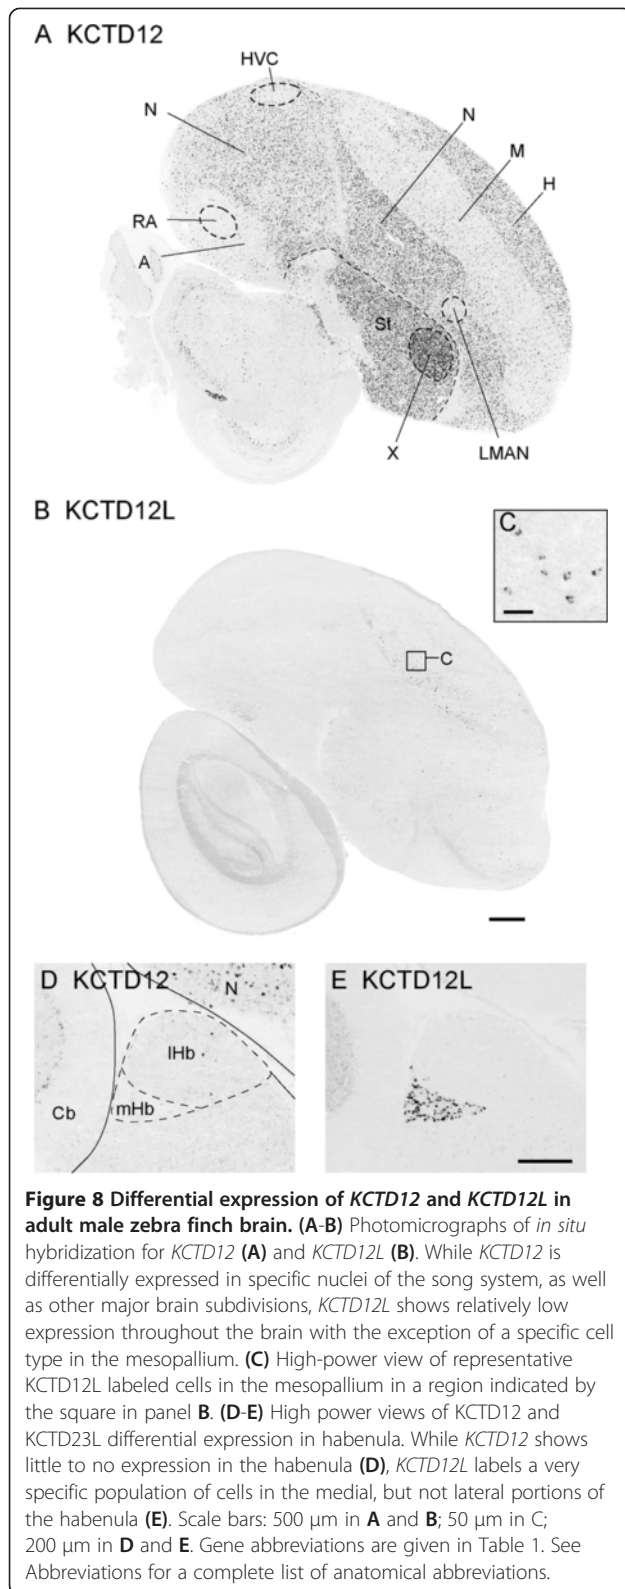 A KCTD12
HVC
N
N
M
H
RA
A
St
X
LMAN
B KCTD12L
C
C
D KCTD12
N
lHb
mHb
Cb
E KCTD12L
Figure 8 Differential expression of KCTD12 and KCTD12L in
adult male zebra finch brain. (A-B) Photomicrographs of in situ
hybridization for KCTD12 (A) and KCTD12L (B). While KCTD12 is
differentially expressed in specific nuclei of the song system, as well
as other major brain subdivisions, KCTD12L shows relatively low
expression throughout the brain with the exception of a specific cell
type in the mesopallium. (C) High-power view of representative
KCTD12L labeled cells in the mesopallium in a region indicated by
the square in panel B. (D-E) High power views of KCTD12 and
KCTD23L differential expression in habenula. While KCTD12 shows
little to no expression in the habenula (D), KCTD12L labels a very
specific population of cells in the medial, but not lateral portions of
the habenula (E). Scale bars: 500 μm in A and B; 50 μm in C;
200 μm in D and E. Gene abbreviations are given in Table 1. See
Abbreviations for a complete list of anatomical abbreviations.